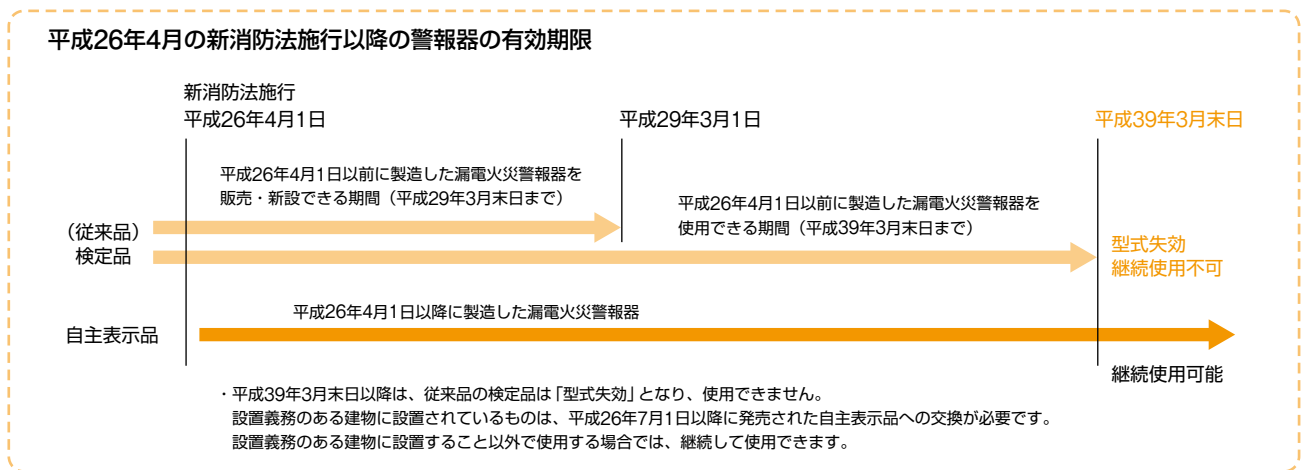 平成26年4月の新消防法施行以降の警報器の有効期限
新消防法施行
平成26年4月1日
平成29年3月1日
平成39年3月末日
平成26年4月1日以前に製造した漏電火災警報器を
販売・新設できる期間（平成29年3月末日まで）
平成26年4月1日以前に製造した漏電火災警報器を
使用できる期間（平成39年3月末日まで）
（従来品）
検定品
型式失効
継続使用不可
平成26年4月1日以降に製造した漏電火災警報器
自主表示品
継続使用可能
・平成39年3月末日以降は、従来品の検定品は「型式失効」となり、使用できません。
設置義務のある建物に設置されているものは、平成26年7月1日以降に発売された自主表示品への交換が必要です。
設置義務のある建物に設置すること以外で使用する場合では、継続して使用できます。